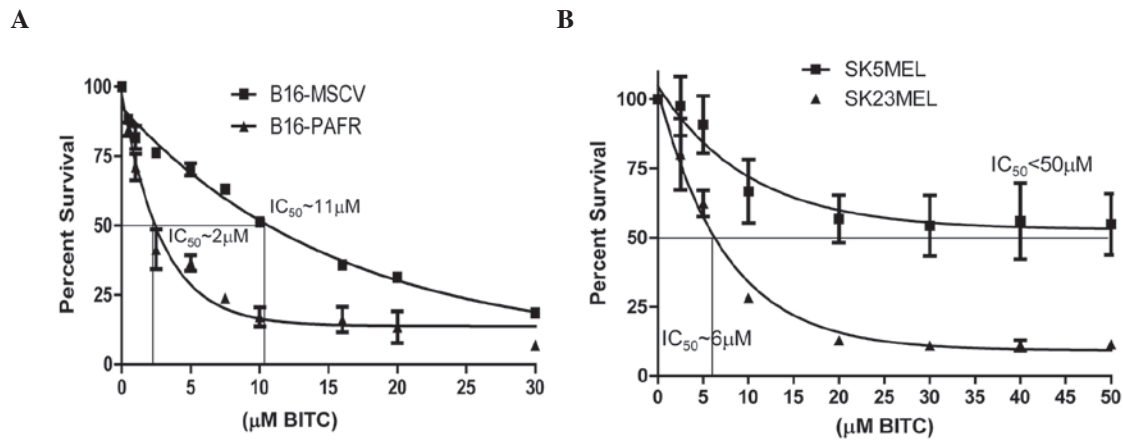 A
B
100
75
50
25
0
Percent Survival
B16-MSCV
B16-PAFR
IC50~11μM
IC50~2μM
0 5 10 15 20 25 30
(μM BITC)
100
75
50
25
0
Percent Survival
SK5MEL
SK23MEL
IC50<50μM
IC50~6μM
0 5 10 15 20 25 30 35 40 45 50
(μM BITC)